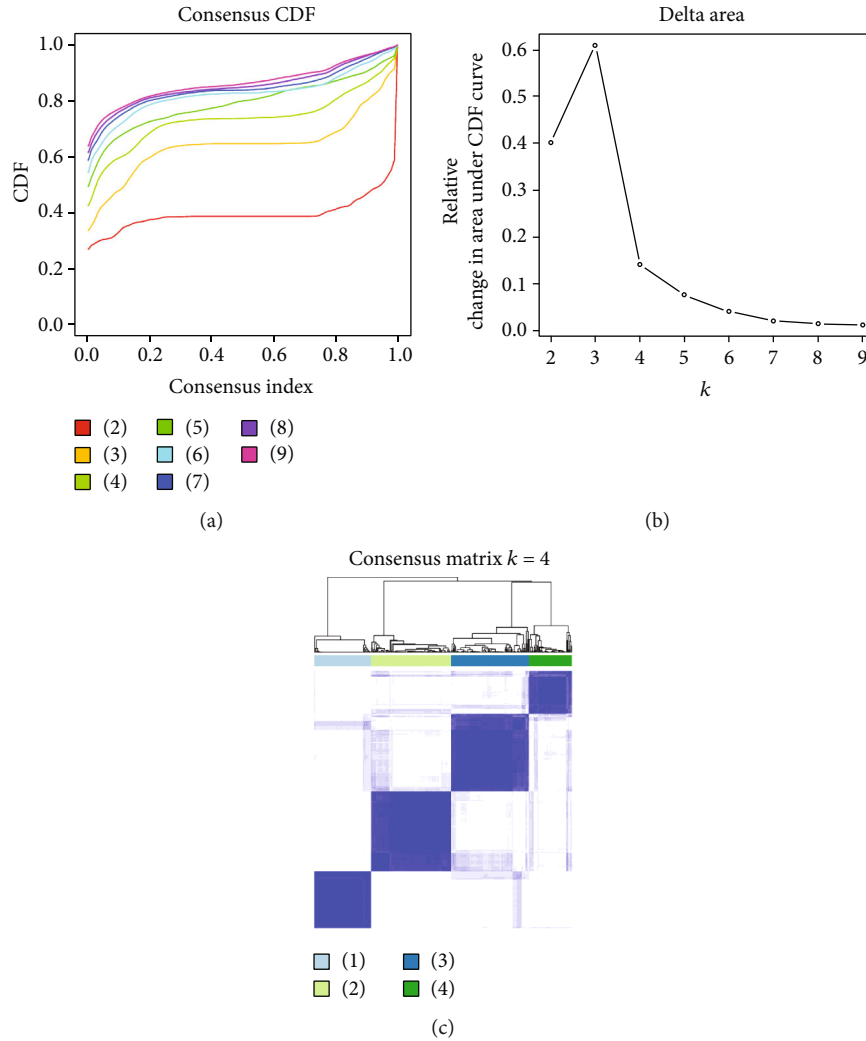 Consensus CDF
1.0
0.8
0.6
0.4
1.0
0.0
CDF
0.0 0.2 0.4 0.6 0.8 1.0
Consensus index
(2) (5) (8)
(3) (6) (9)
(4) (7)
(a)
Delta area
0.6
0.5
0.4
0.3
0.2
0.1
0.0
Relative
change in area under CDF curve
2 3 4 5 6 7 8 9
k
(b)
Consensus matrix k = 4
(1) (3)
(2) (4)
(c)